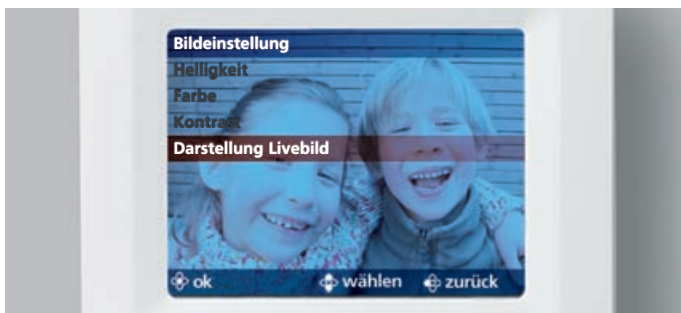 Bildeinstellung
Helligkeit
Farbe
Kontrast
Darstellung Livebild
ok wählen zurück